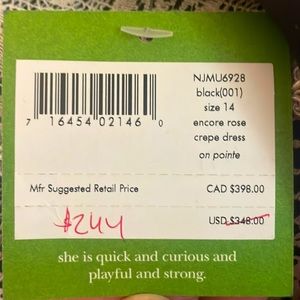 NJMU6928
black(001)
size 14
encore rose
crepe dress
on pointe
7 16454 02146 0
Mfr Suggested Retail Price CAD $398.00
$244 USD $348.00
she is quick and curious and
playful and strong.